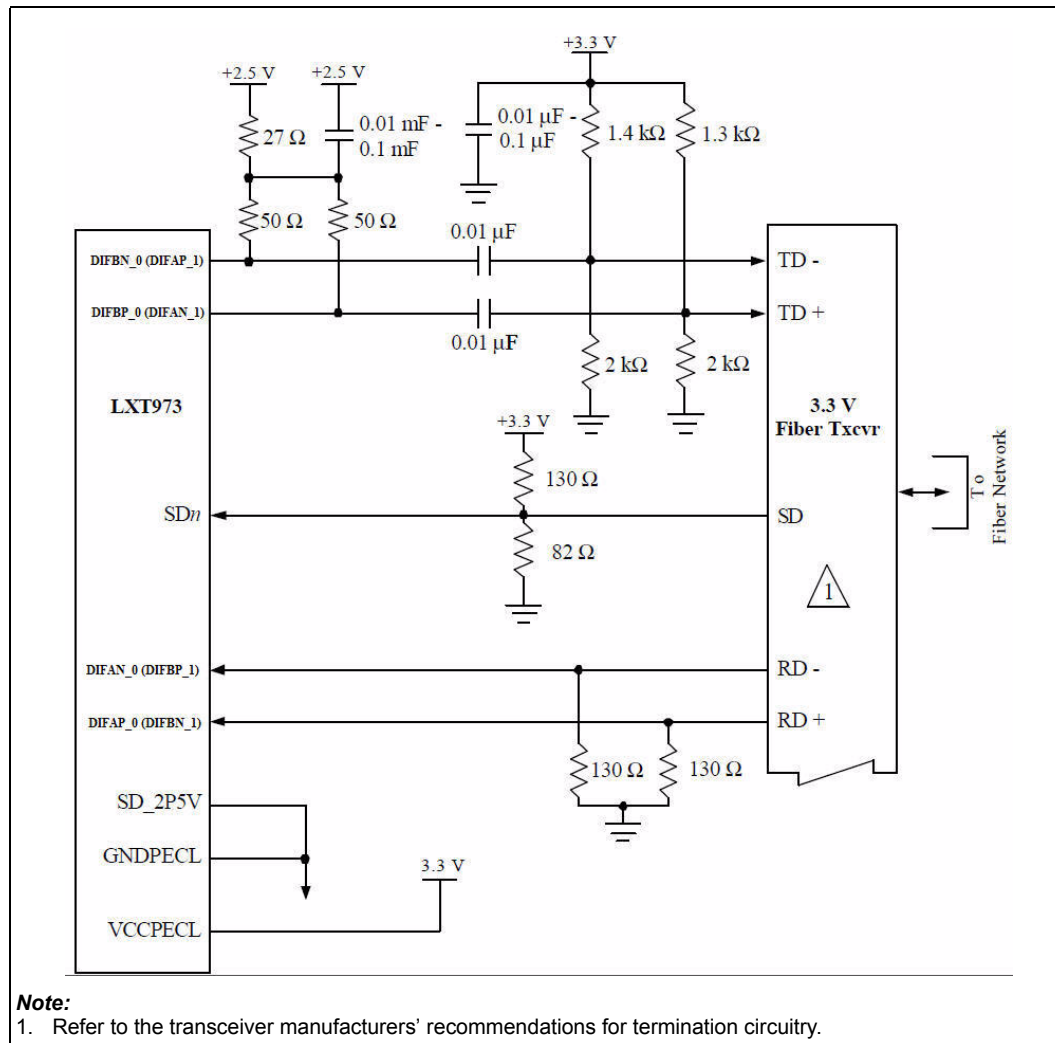 +3.3 V
+2.5 V
+2.5 V
27 Ω
0.01 mF -
0.1 mF
0.01 µF -
0.1 µF
1.4 kΩ
1.3 kΩ
50 Ω
50 Ω
0.01 µF
DIFBN_0 (DIFAP_1)
TD -
DIFBP_0 (DIFAN_1)
TD +
0.01 µF
2 kΩ
2 kΩ
LXT973
3.3 V
Fiber Txcvr
+3.3 V
130 Ω
To
Fiber Network
SDn
SD
82 Ω
1
DIFAN_0 (DIFBP_1)
RD -
DIFAP_0 (DIFBN_1)
RD +
130 Ω
130 Ω
SD_2P5V
GNDPECL
3.3 V
VCCPECL
Note:
1. Refer to the transceiver manufacturers’ recommendations for termination circuitry.